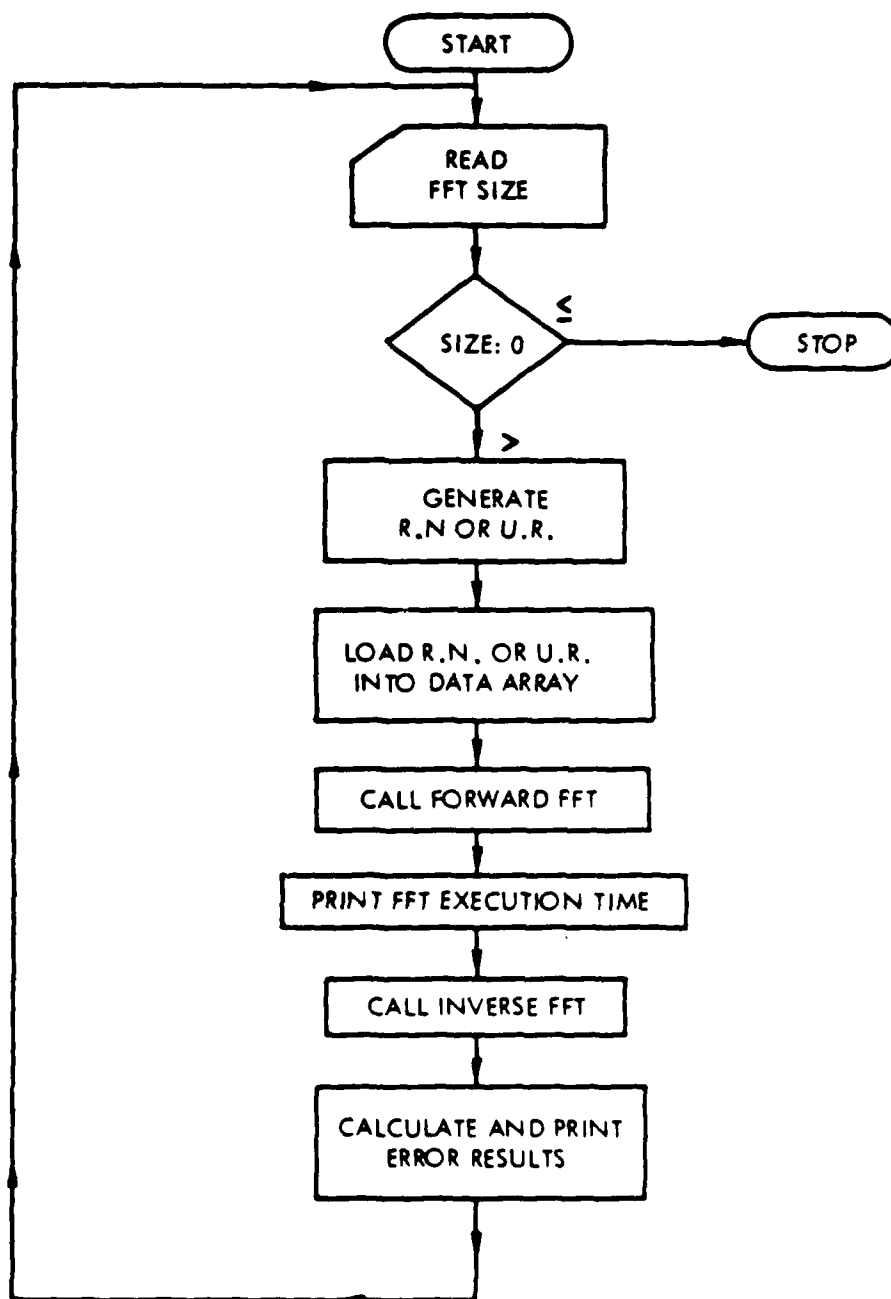 START
READ
FFT SIZE
SIZE: 0
≤
STOP
>
GENERATE
R.N OR U.R.
LOAD R.N. OR U.R.
INTO DATA ARRAY
CALL FORWARD FFT
PRINT FFT EXECUTION TIME
CALL INVERSE FFT
CALCULATE AND PRINT
ERROR RESULTS